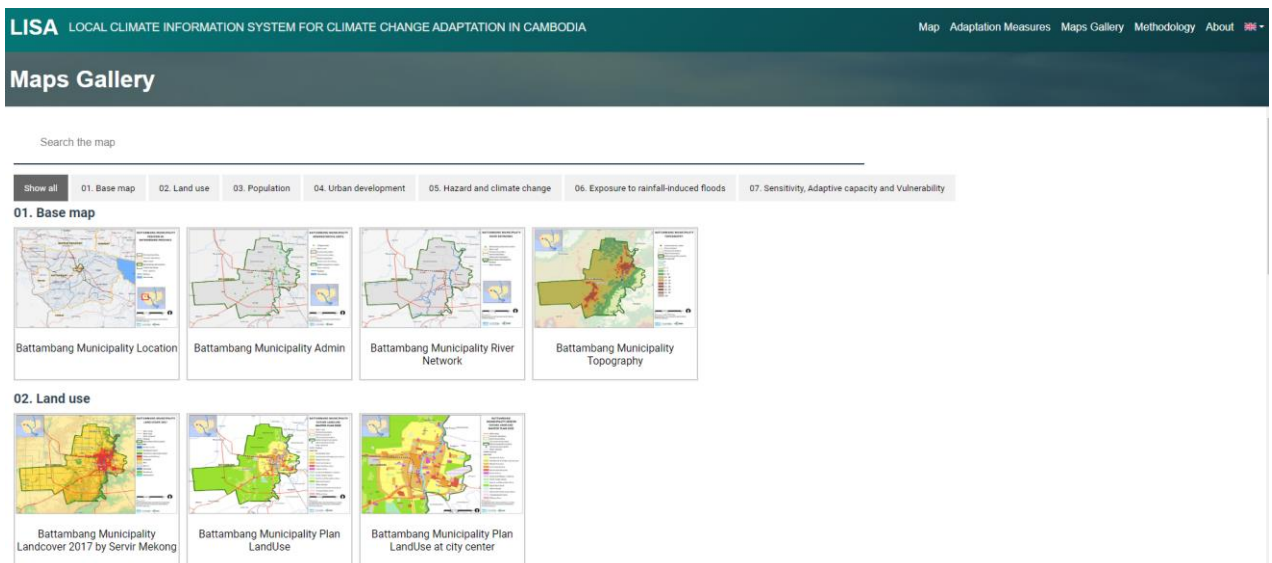 LISA LOCAL CLIMATE INFORMATION SYSTEM FOR CLIMATE CHANGE ADAPTATION IN CAMBODIA
Map Adaptation Measures Maps Gallery Methodology About
Maps Gallery
Search the map
Show all 01. Base map 02. Land use 03. Population 04. Urban development 05. Hazard and climate change 06. Exposure to rainfall-induced floods 07. Sensitivity, Adaptive capacity and Vulnerability
01. Base map
Battambang Municipality Location
Battambang Municipality Admin
Battambang Municipality River
Network
Battambang Municipality
Topography
02. Land use
Battambang Municipality
Landcover 2017 by Servir Mekong
Battambang Municipality Plan
LandUse
Battambang Municipality Plan
LandUse at city center